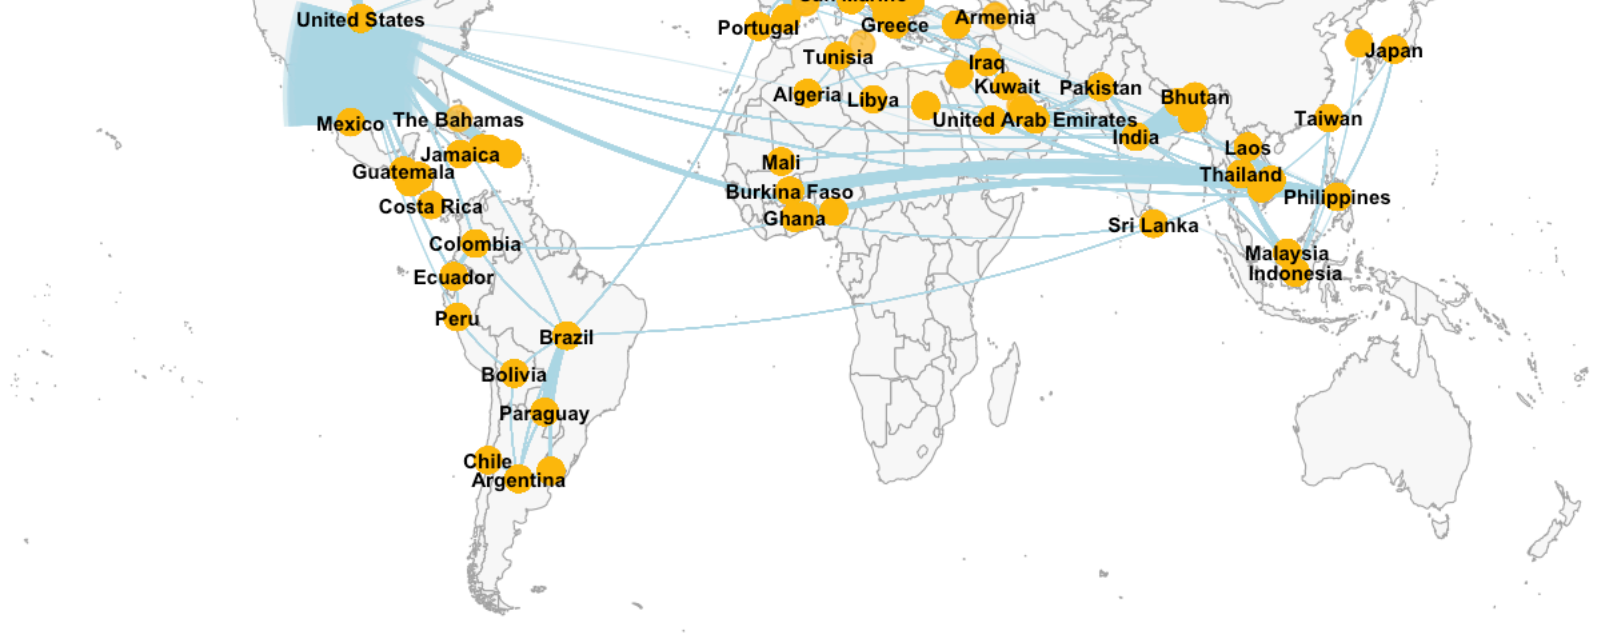 San Marino
United States
Portugal
Greece
Armenia
Japan
Tunisia
Iraq
Kuwait
Pakistan
Algeria
Libya
Bhutan
Mexico
The Bahamas
United Arab Emirates
Taiwan
India
Jamaica
Laos
Guatemala
Mali
Thailand
Burkina Faso
Philippines
Costa Rica
Ghana
Sri Lanka
Colombia
Malaysia
Ecuador
Indonesia
Peru
Brazil
Bolivia
Paraguay
Chile
Argentina